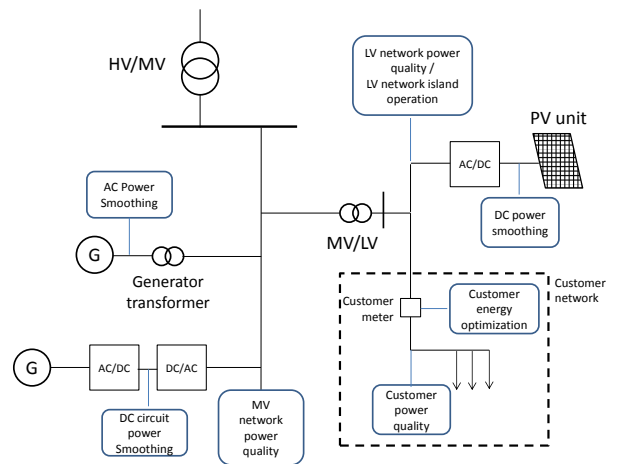 HV/MV
LV network power
quality /
LV network island
operation
PV unit
AC/DC
DC power
smoothing
AC Power
Smoothing
G
Generator
transformer
MV/LV
Customer
network
Customer
meter
Customer
energy
optimization
G
AC/DC
DC/AC
DC circuit
power
Smoothing
MV
network
power
quality
Customer
power
quality